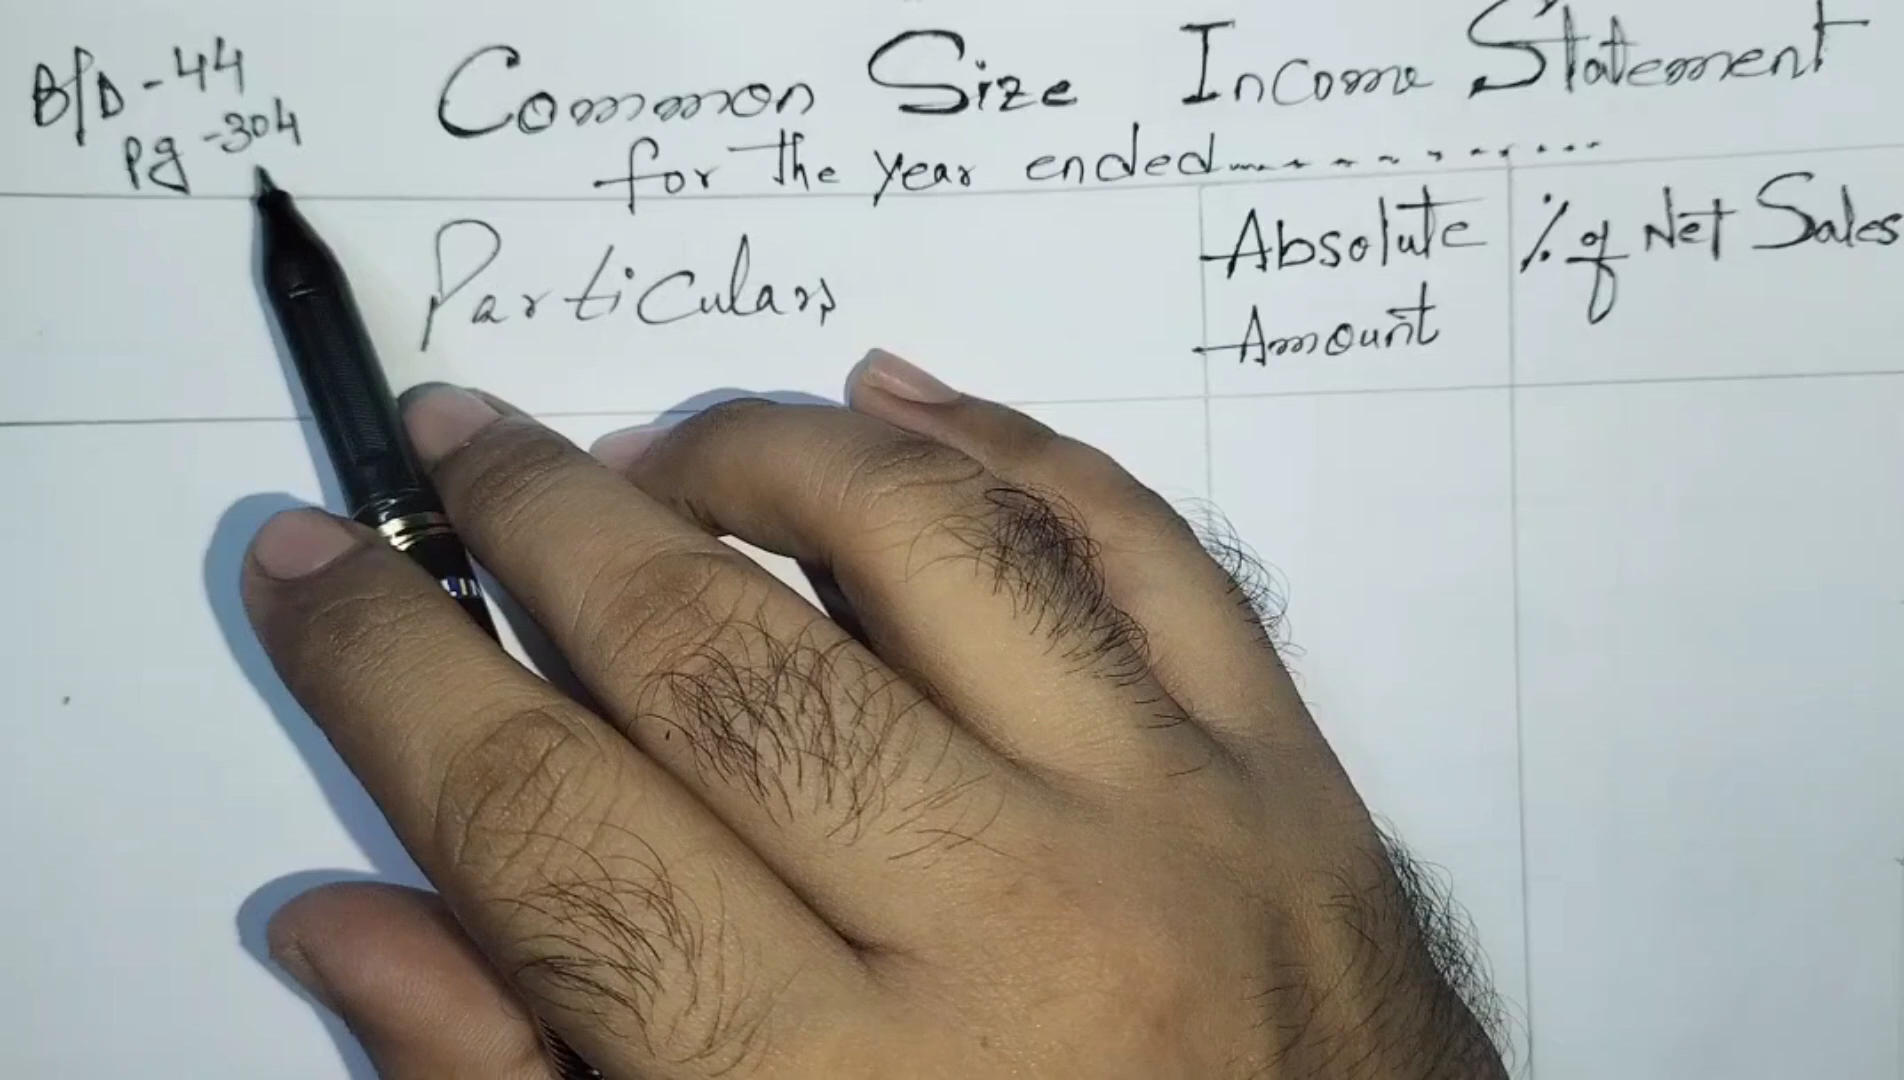 B/D - 44
Pg - 304
Common Size Income Statement
for the year ended............
Particulars
Absolute Amount
% of Net Sales